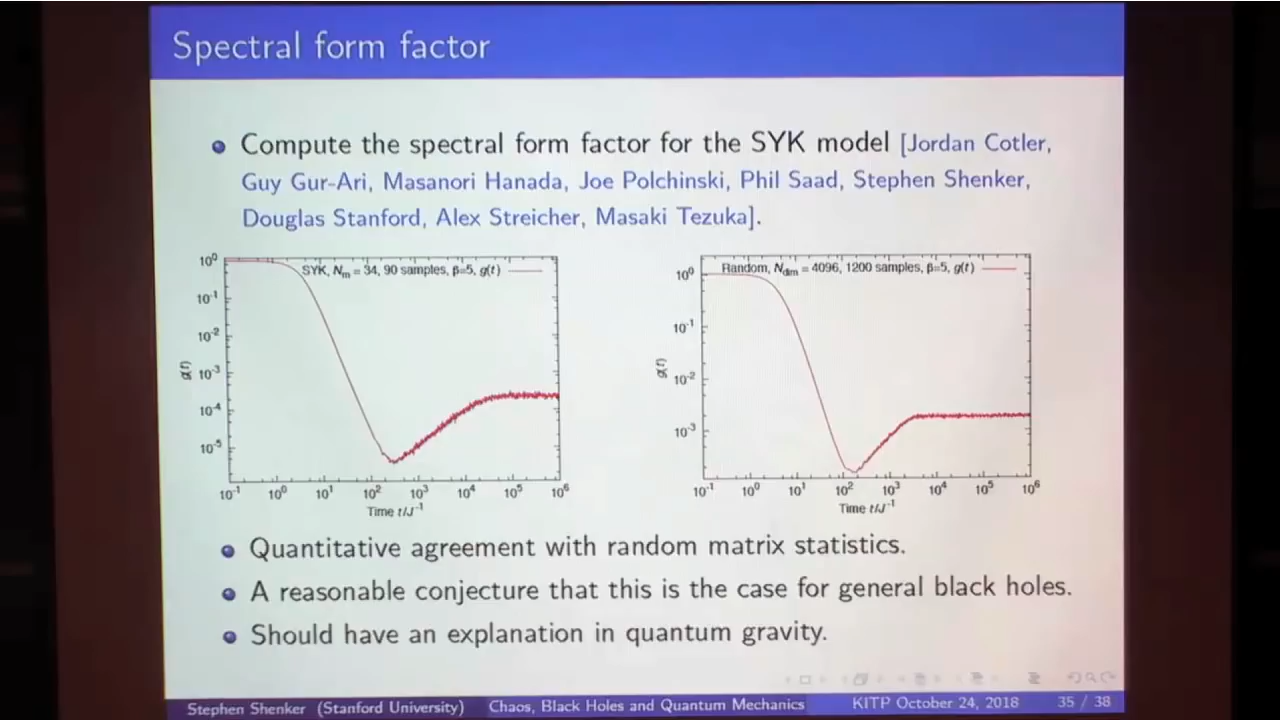 Spectral form factor
Compute the spectral form factor for the SYK model [Jordan Cotler,
Guy Gur-Ari, Masanori Hanada, Joe Polchinski, Phil Saad, Stephen Shenker,
Douglas Stanford, Alex Streicher, Masaki Tezuka].
SYK, Nm = 34, 90 samples, β=5, g(t)
10^0
10^-1
10^-2
10^-3
10^-4
10^-5
g(t)
10^-1 10^0 10^1 10^2 10^3 10^4 10^5 10^6
Time t/J^-1
Random, Ndim = 4096, 1200 samples, β=5, g(t)
10^0
10^-1
10^-2
10^-3
g(t)
10^-1 10^0 10^1 10^2 10^3 10^4 10^5 10^6
Time t/J^-1
Quantitative agreement with random matrix statistics.
A reasonable conjecture that this is the case for general black holes.
Should have an explanation in quantum gravity.
Stephen Shenker (Stanford University) Chaos, Black Holes and Quantum Mechanics KITP October 24, 2018 35 / 38